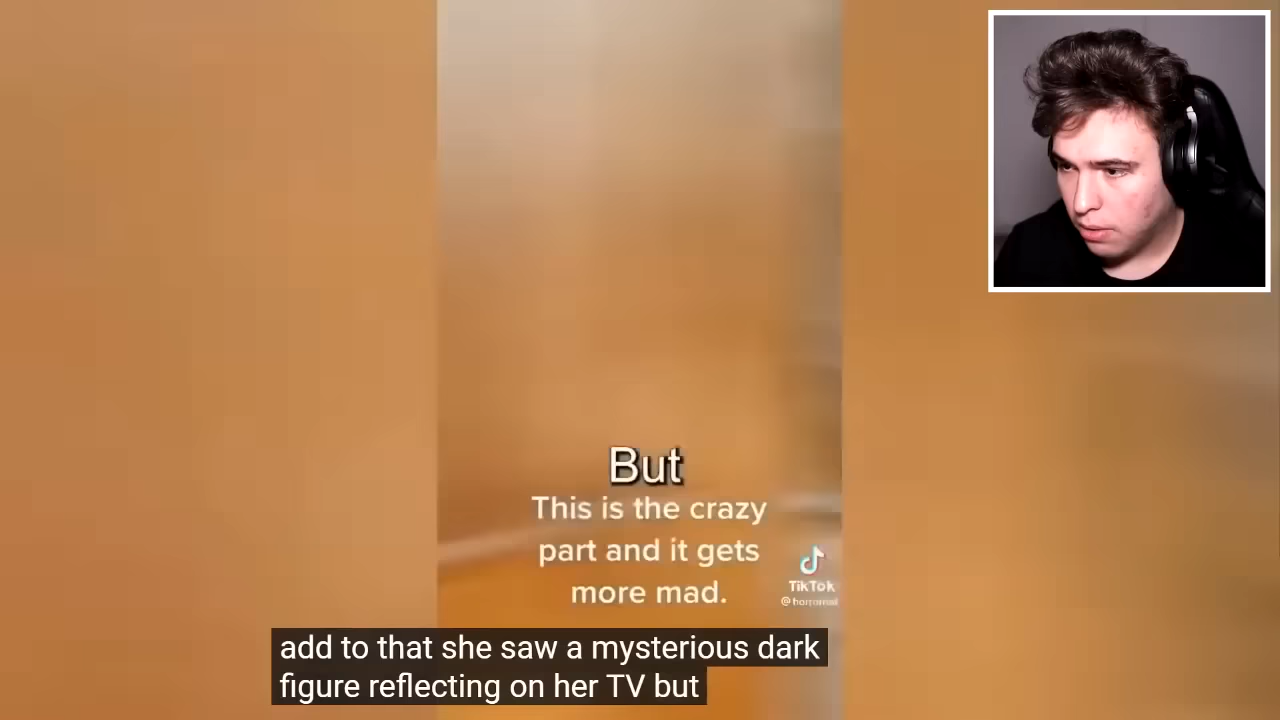 But
This is the crazy
part and it gets
more mad.
TikTok
add to that she saw a mysterious dark
figure reflecting on her TV but